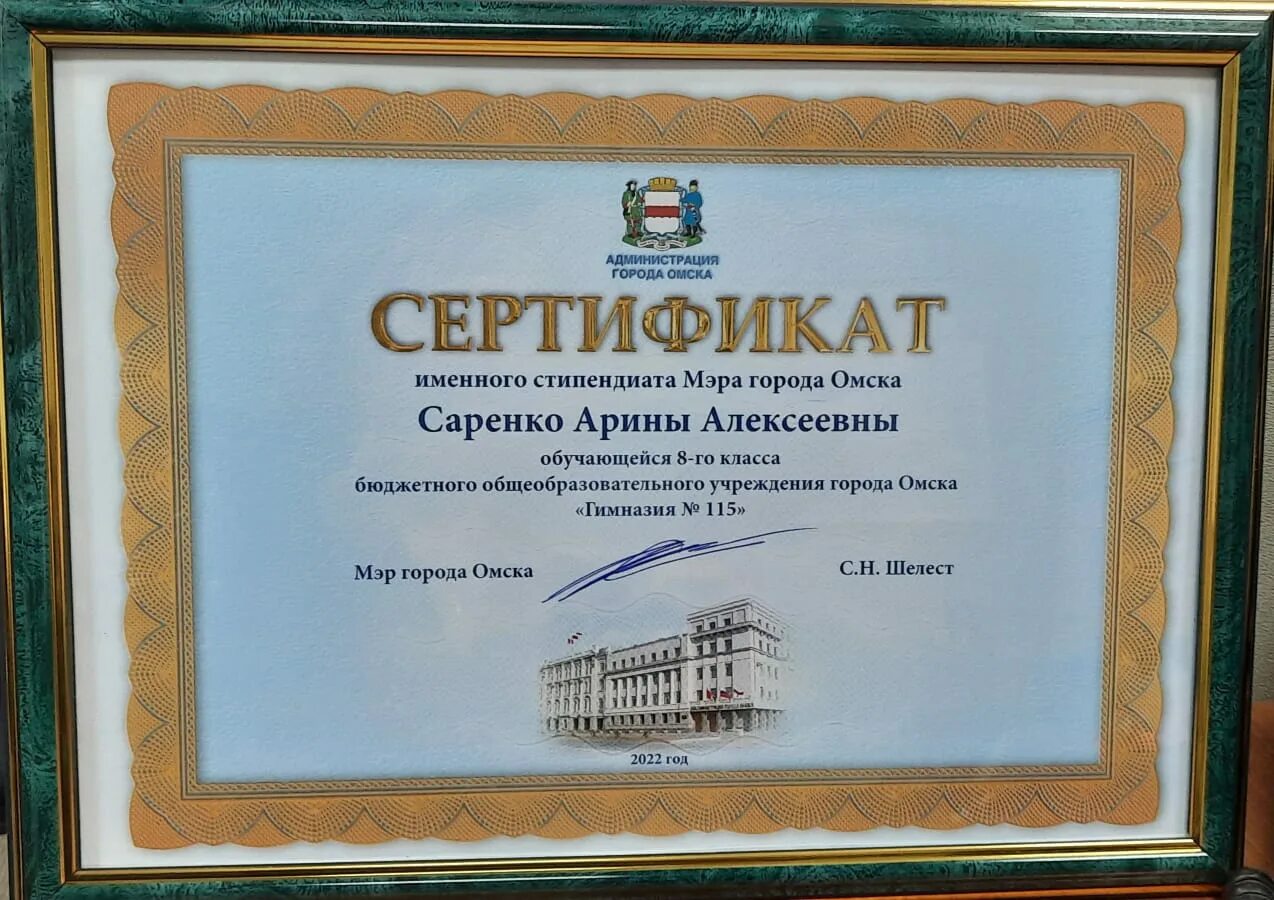 АДМИНИСТРАЦИЯ
ГОРОДА ОМСКА
СЕРТИФИКАТ
именного стипендиата Мэра города Омска
Саренко Арины Алексеевны
обучающейся 8-го класса
бюджетного общеобразовательного учреждения города Омска
«Гимназия № 115»
Мэр города Омска
С.Н. Шелест
2022 год